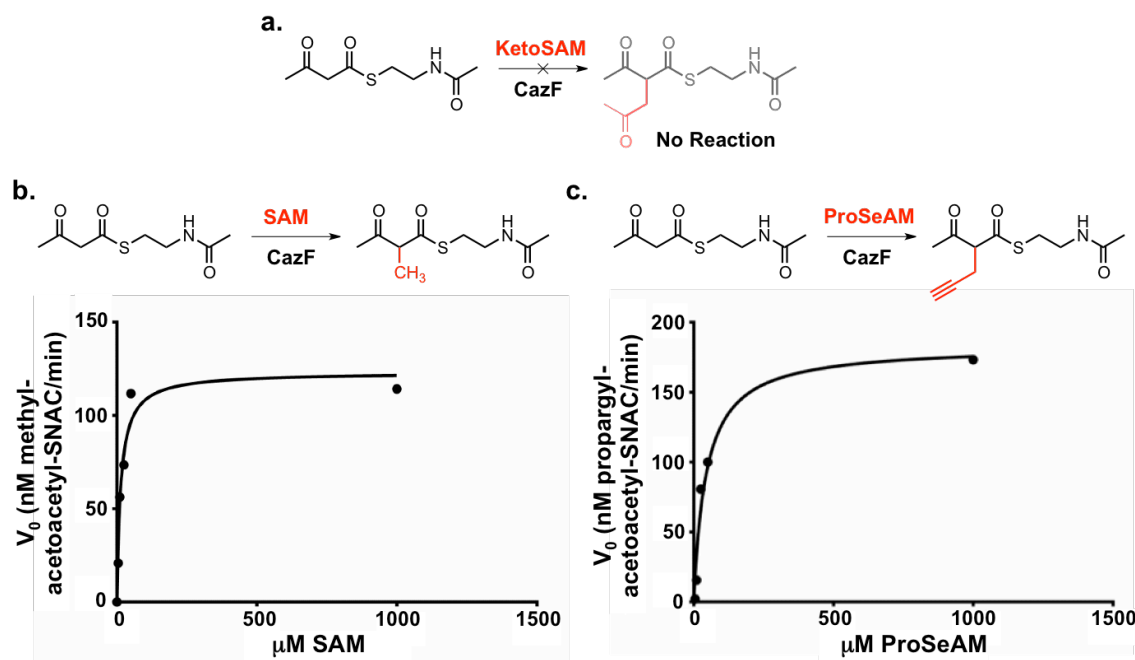 a.
O O H N S O
KetoSAM
CazF
O O H N S O O
No Reaction
b.
O O H N S O
SAM
CazF
O O H N S O CH3
V0 (nM methyl-
acetoacetyl-SNAC/min)
150
100
50
0
0 500 1000 1500
μM SAM
c.
O O H N S O
ProSeAM
CazF
O O H N S O
V0 (nM propargyl-
acetoacetyl-SNAC/min)
200
150
100
50
0
0 500 1000 1500
μM ProSeAM